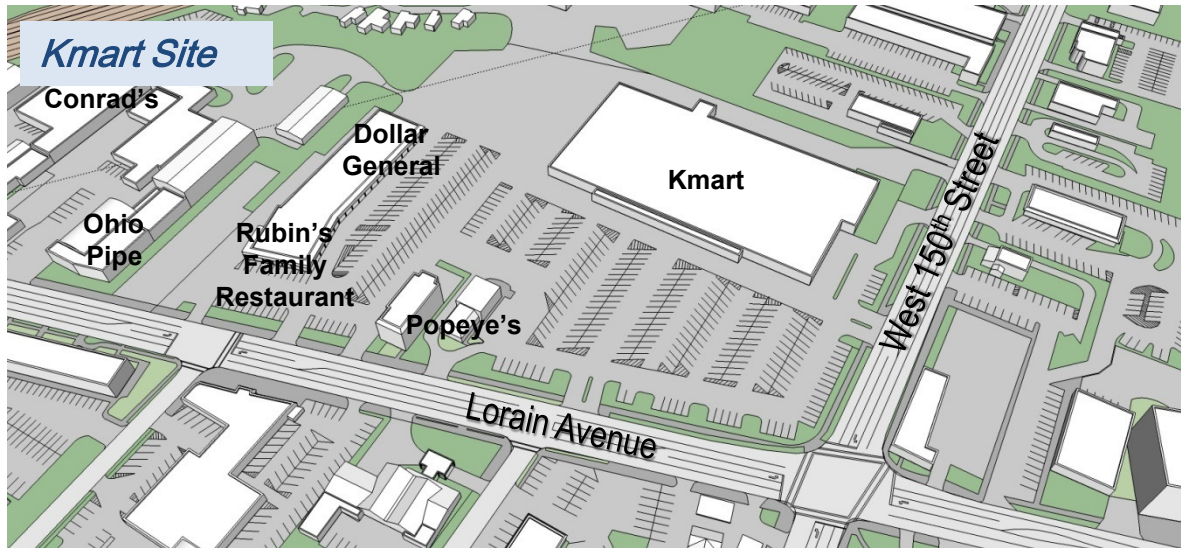 Kmart Site
Conrad's
Dollar
General
Kmart
West 150th Street
Ohio
Pipe
Rubin's
Family
Restaurant
Popeye's
Lorain Avenue